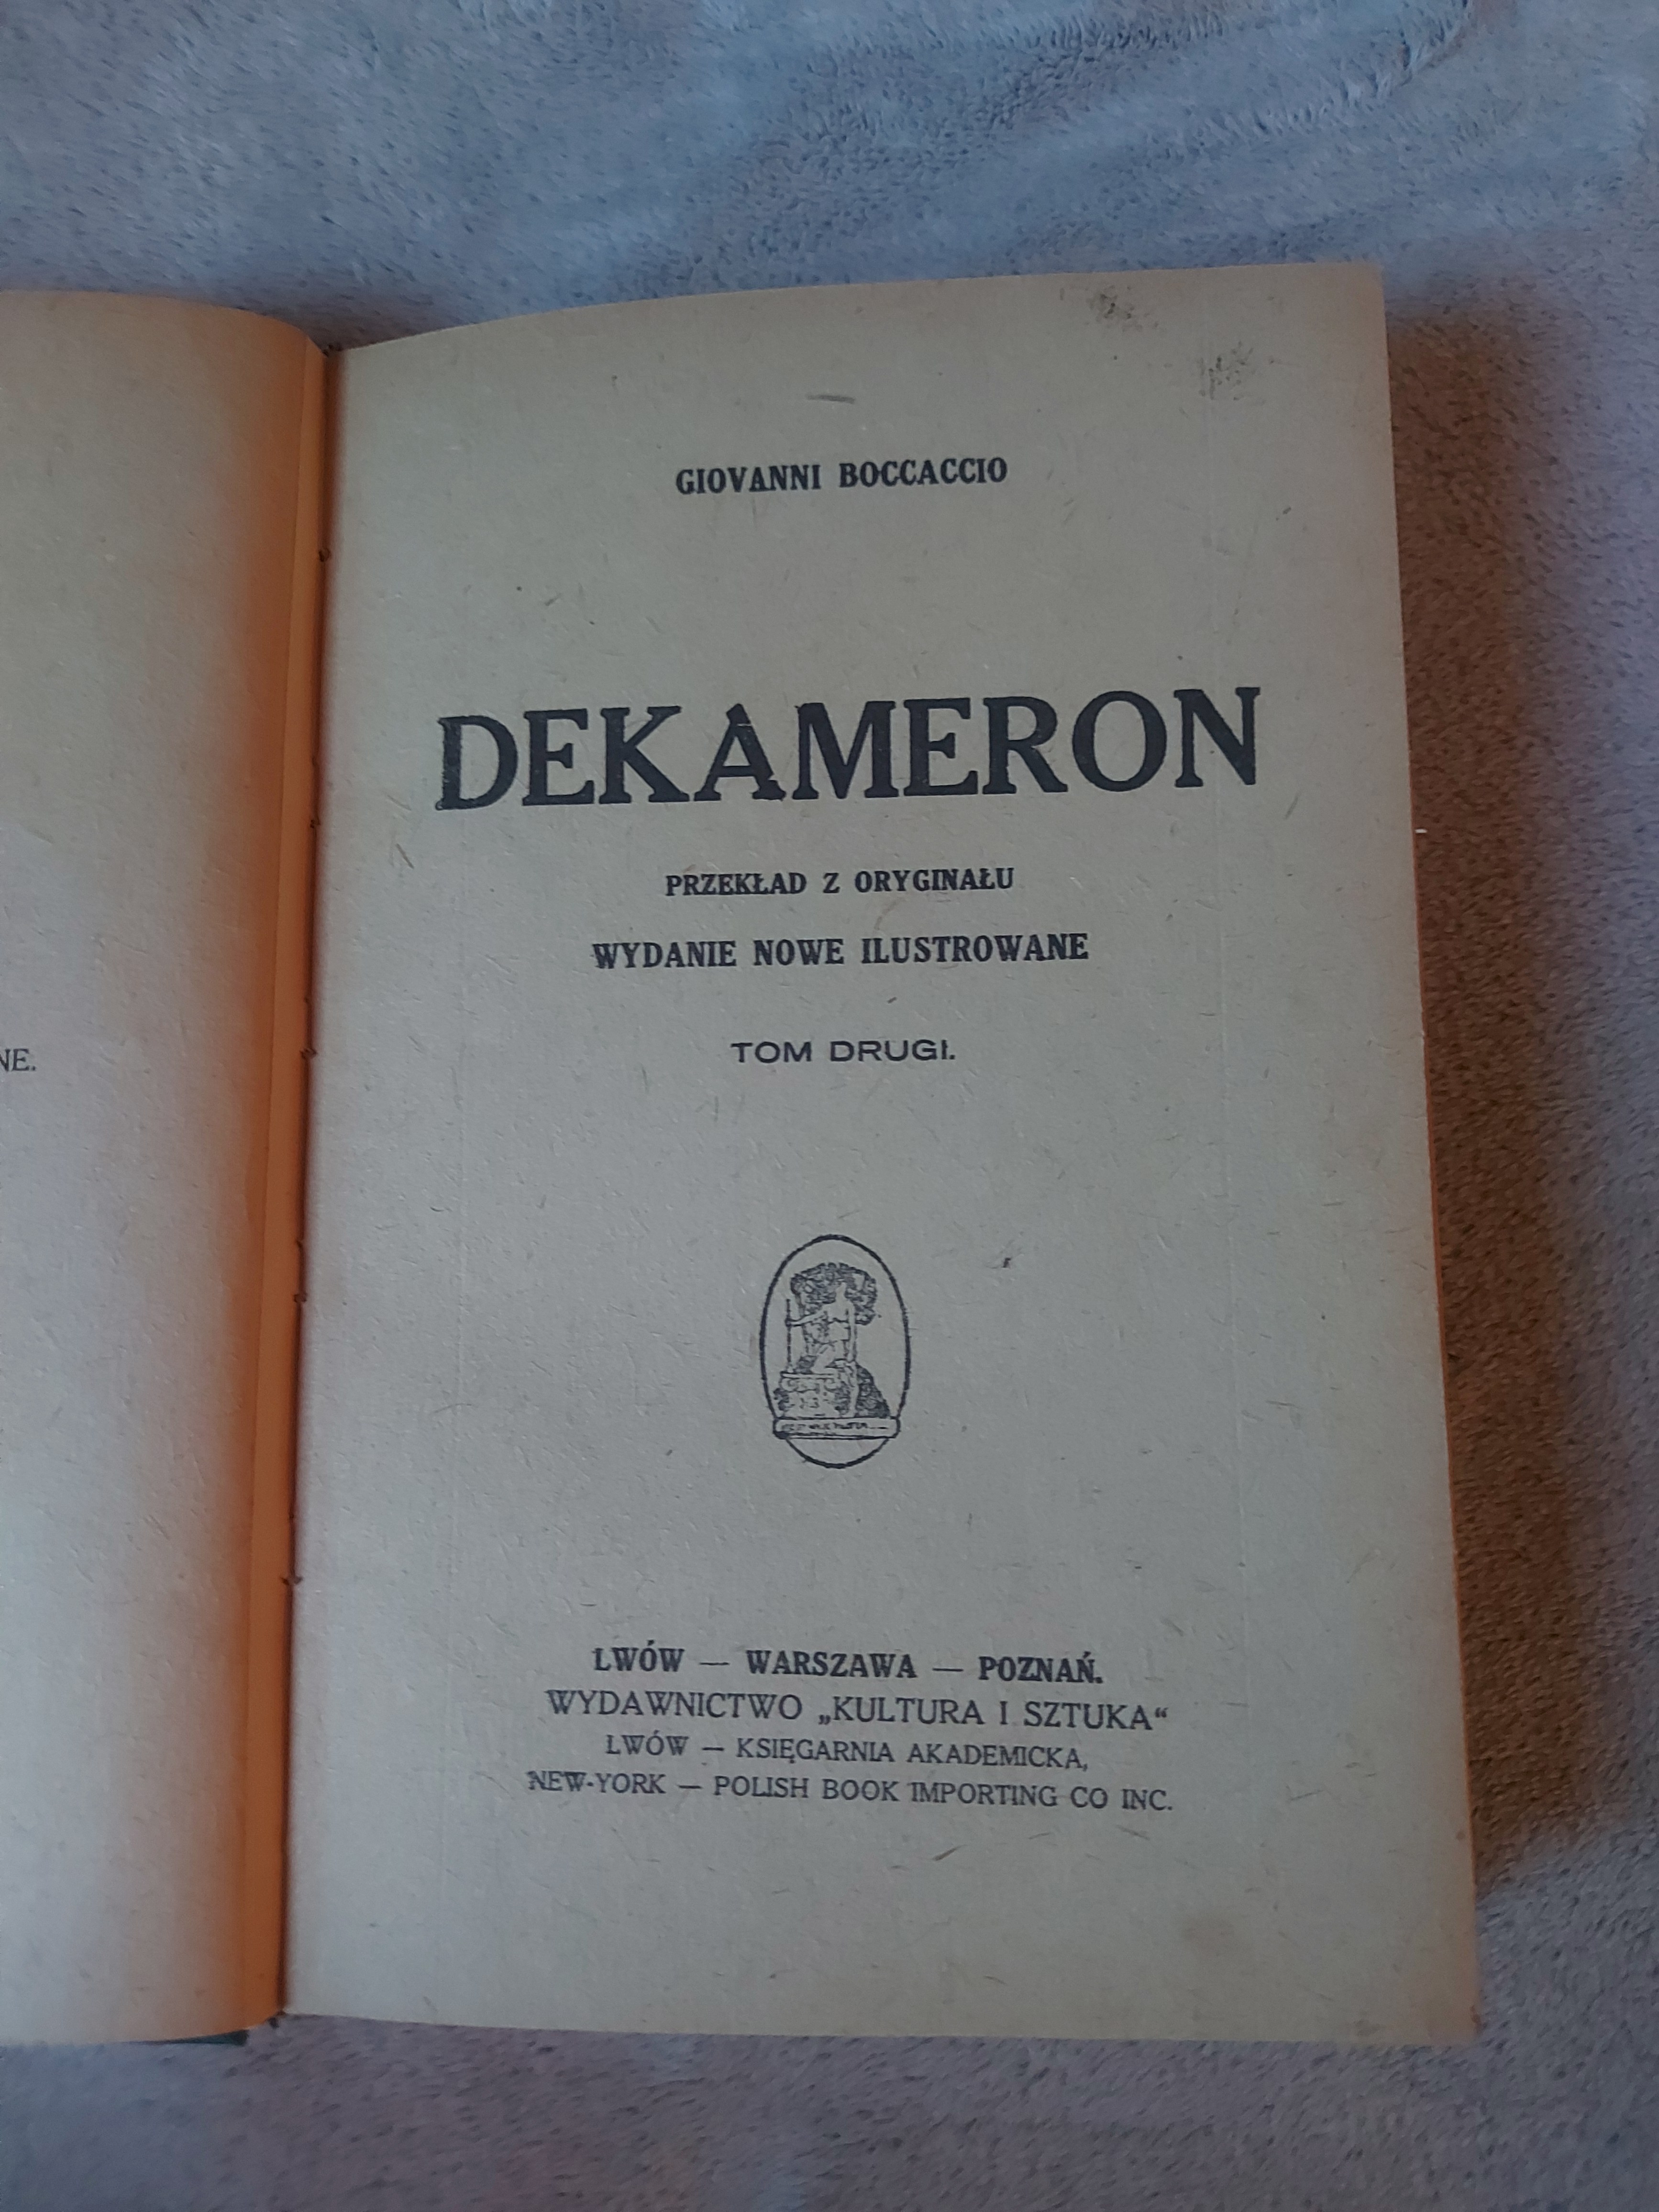 NE.
GIOVANNI BOCCACCIO
DEKAMERON
PRZEKŁAD Z ORYGINAŁU
WYDANIE NOWE ILUSTROWANE
TOM DRUGI.
LWÓW — WARSZAWA — POZNAŃ.
WYDAWNICTWO „KULTURA I SZTUKA“
LWÓW — KSIĘGARNIA AKADEMICKA,
NEW-YORK — POLISH BOOK IMPORTING CO INC.